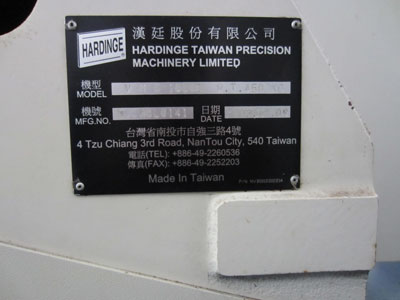 HARDINGE
漢廷股份有限公司
HARDINGE TAIWAN PRECISION
MACHINERY LIMITED
機型
MODEL
機號
MFG.NO.
日期
DATE
台灣省南投市自強三路4號
4 Tzu Chiang 3rd Road, NanTou City, 540 Taiwan
電話(TEL): +886-49-2260536
傳真(FAX): +886-49-2252203
Made In Taiwan